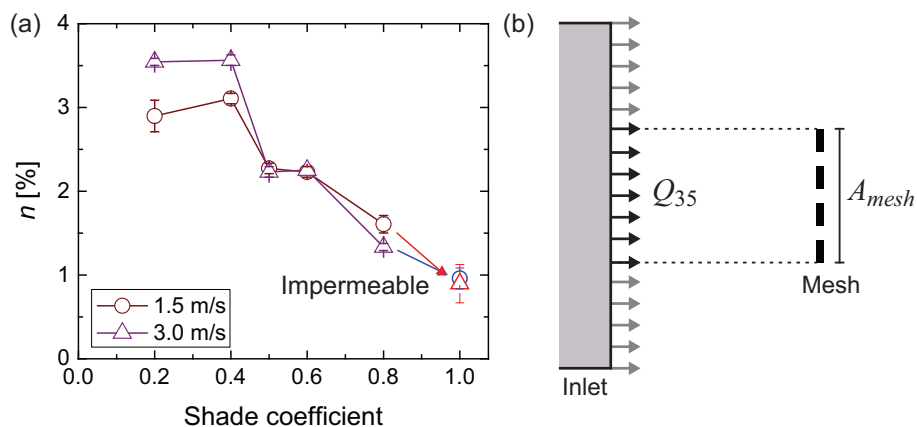 (a)
n [%]
4
3
2
1
0
0.0 0.2 0.4 0.6 0.8 1.0
Shade coefficient
Impermeable
1.5 m/s
3.0 m/s
(b)
Q35
Amesh
Mesh
Inlet